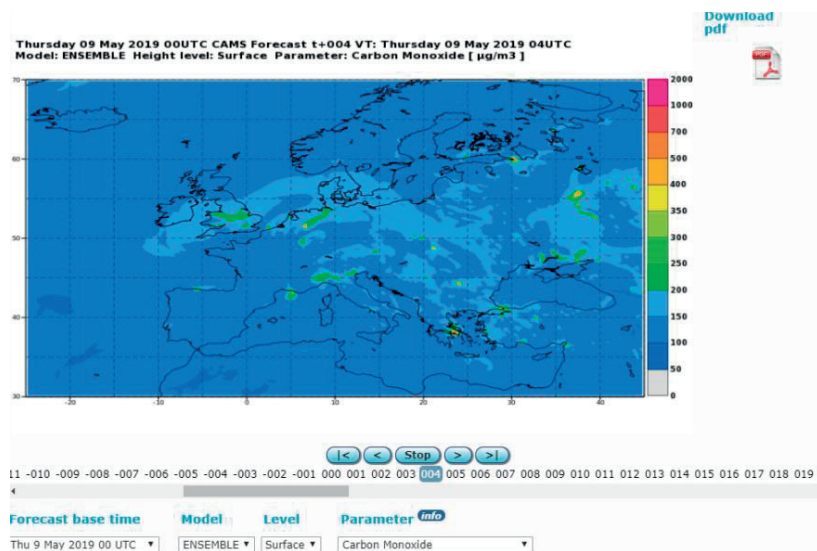 Download
pdf
Thursday 09 May 2019 00UTC CAMS Forecast t+004 VT: Thursday 09 May 2019 04UTC
Model: ENSEMBLE Height level: Surface Parameter: Carbon Monoxide [ µg/m3 ]
70
60
50
40
30
-20
-10
0
10
20
30
40
2000
1000
700
500
400
350
300
250
200
150
100
50
0
PDF
|< < Stop > >|
11 -010 -009 -008 -007 -006 -005 -004 -003 -002 -001 000 001 002 003 004 005 006 007 008 009 010 011 012 013 014 015 016 017 018 019
Forecast base time Model Level Parameter info
Thu 9 May 2019 00 UTC ENSEMBLE Surface Carbon Monoxide